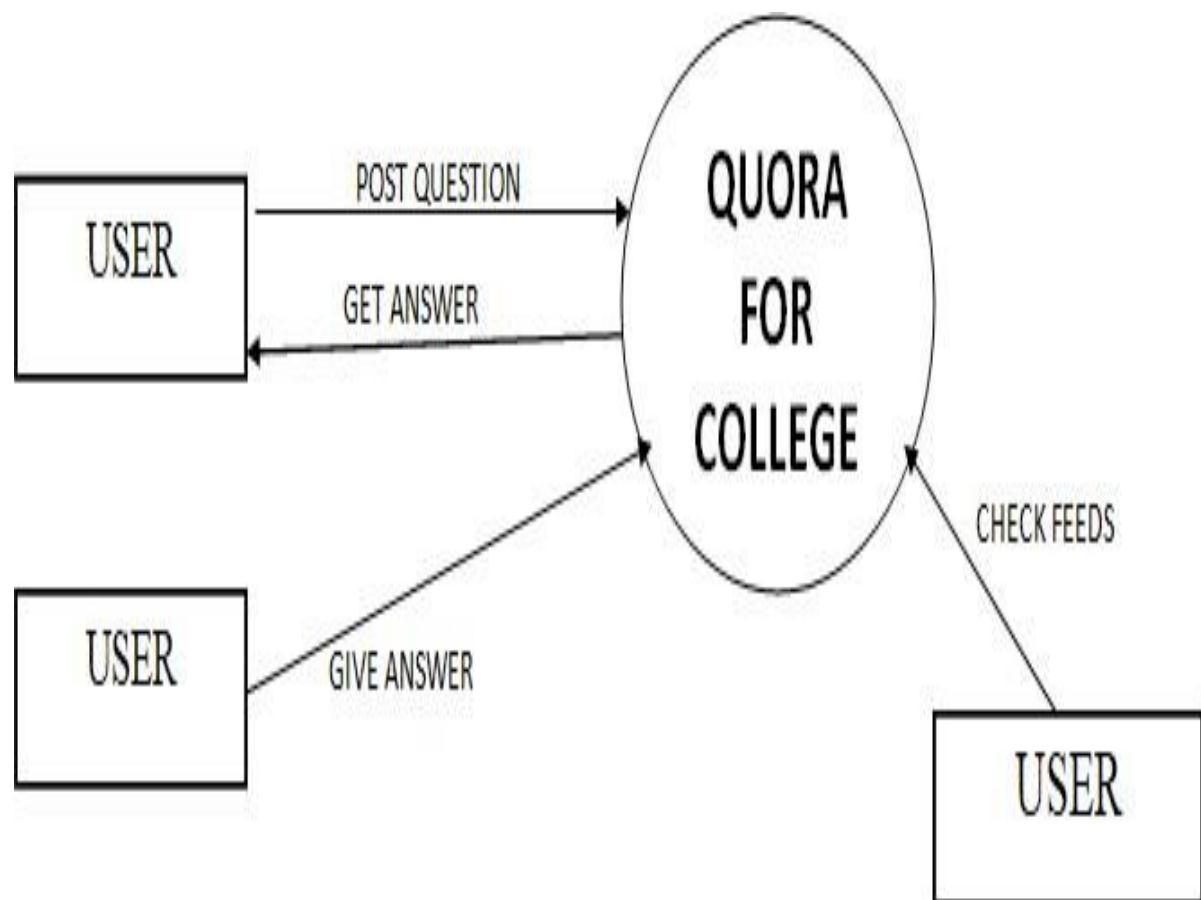 USER
POST QUESTION
GET ANSWER
QUORA
FOR
COLLEGE
CHECK FEEDS
USER
GIVE ANSWER
USER